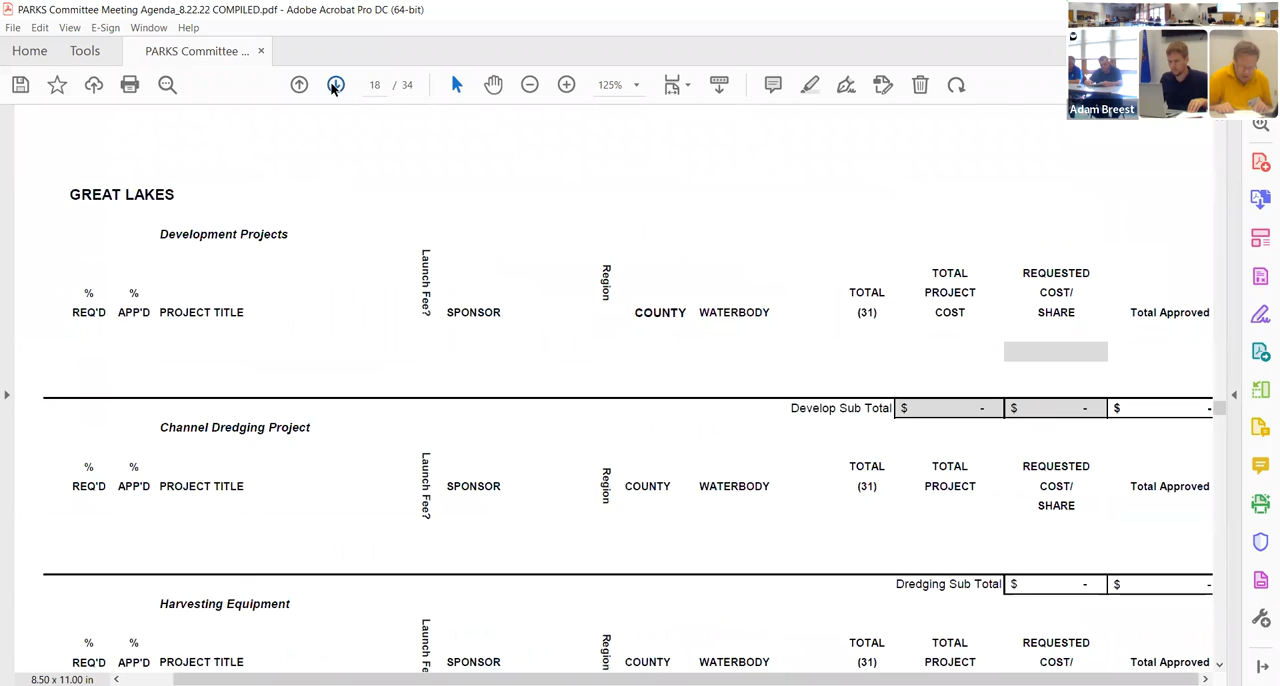 PARKS Committee Meeting Agenda_8.22.22 COMPILED.pdf - Adobe Acrobat Pro DC (64-bit)
File Edit View E-Sign Window Help
Home Tools PARKS Committee ... ×
18 / 34 125%
Adam Breest
GREAT LAKES
Development Projects
% REQ'D % APP'D PROJECT TITLE Launch Fee? SPONSOR Region COUNTY WATERBODY TOTAL (31) TOTAL PROJECT COST REQUESTED COST/ SHARE Total Approved
Develop Sub Total $ - $ - $ -
Channel Dredging Project
% REQ'D % APP'D PROJECT TITLE Launch Fee? SPONSOR Region COUNTY WATERBODY TOTAL (31) TOTAL PROJECT REQUESTED COST/ SHARE Total Approved
Dredging Sub Total $ - $ -
Harvesting Equipment
% REQ'D % APP'D PROJECT TITLE Launch Fe SPONSOR Region COUNTY WATERBODY TOTAL (31) TOTAL PROJECT REQUESTED COST/ Total Approved
8.50 x 11.00 in